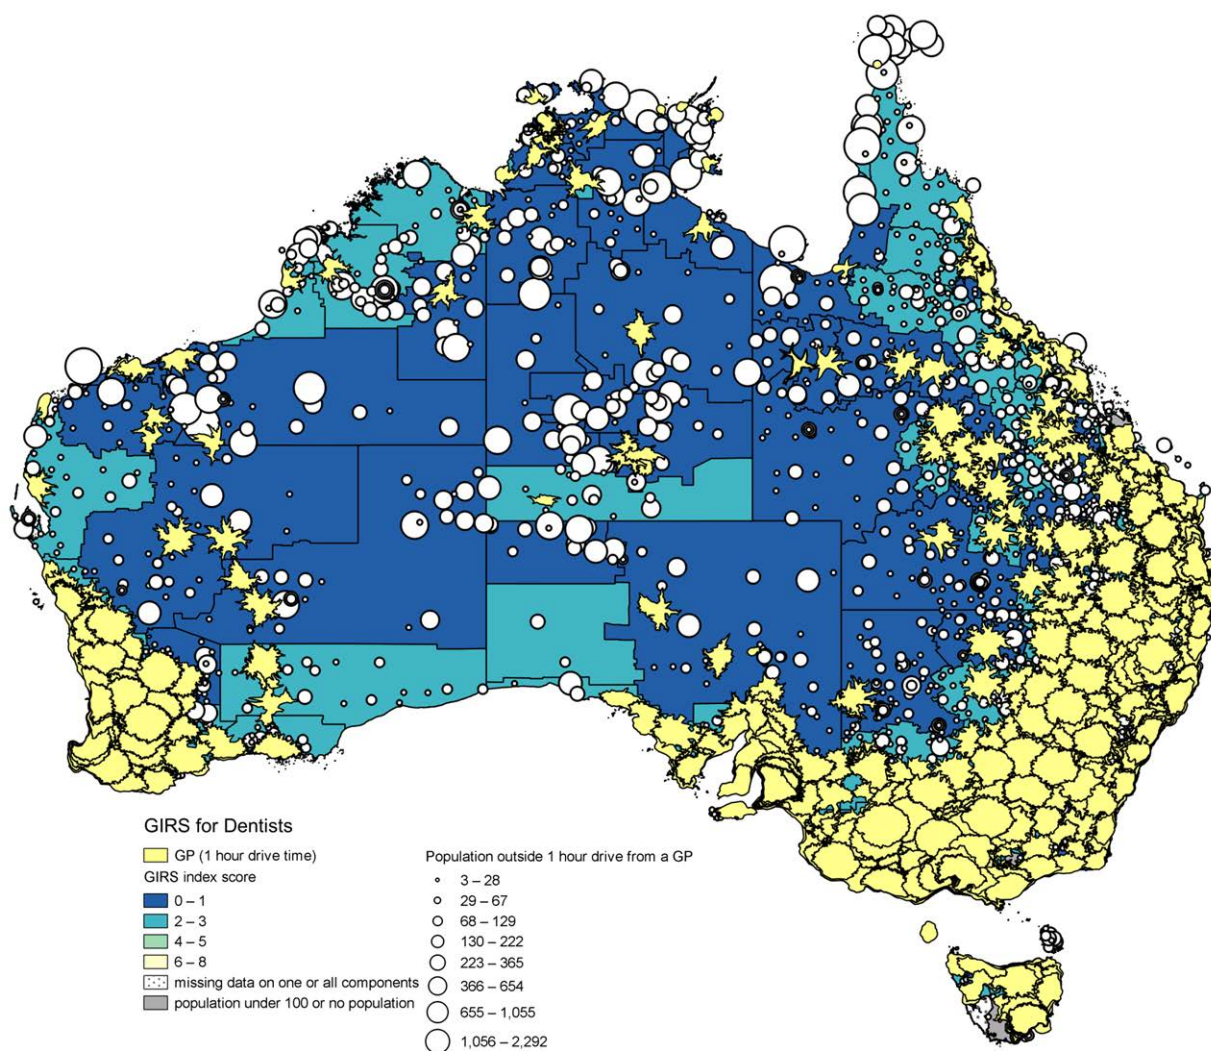 GIRS for Dentists
GP (1 hour drive time)
GIRS index score
0 – 1
2 – 3
4 – 5
6 – 8
missing data on one or all components
population under 100 or no population
Population outside 1 hour drive from a GP
3 – 28
29 – 67
68 – 129
130 – 222
223 – 365
366 – 654
655 – 1,055
1,056 – 2,292